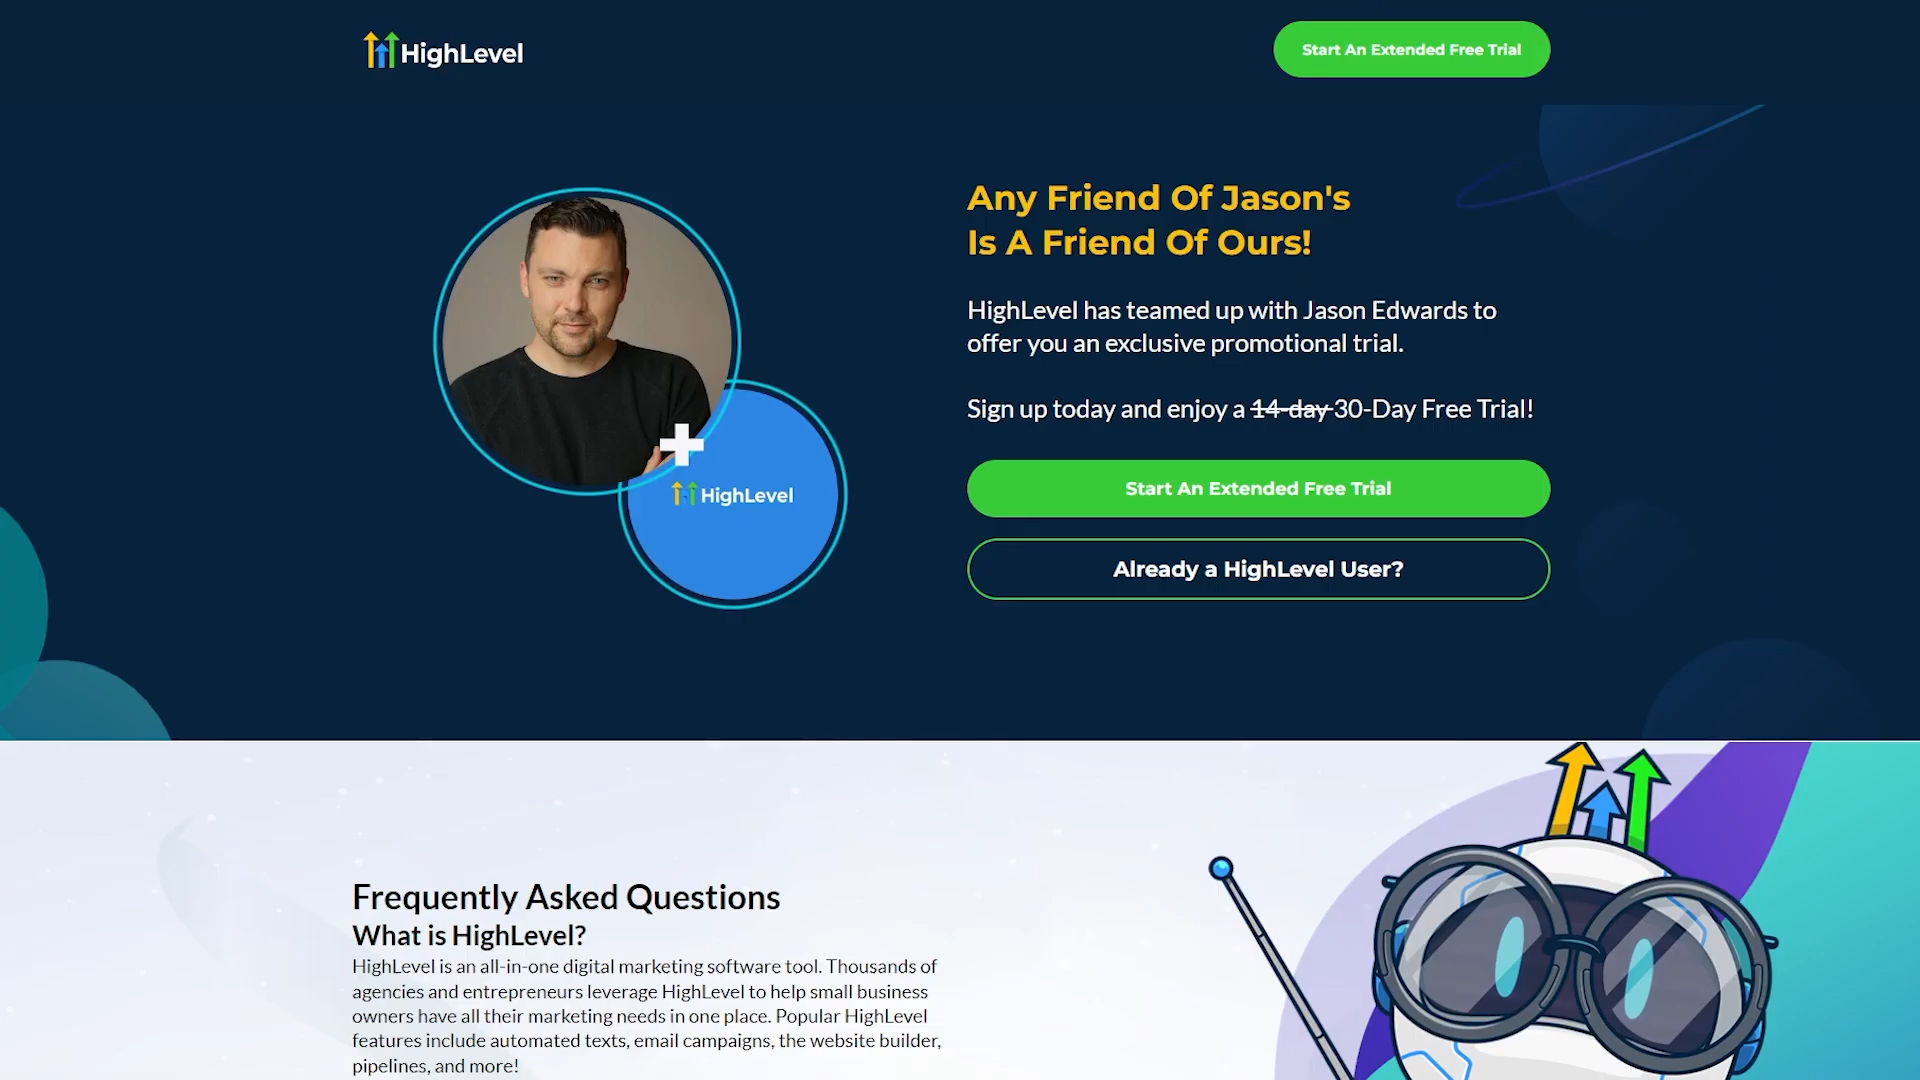 HighLevel
Start An Extended Free Trial
Any Friend Of Jason's
Is A Friend Of Ours!
HighLevel has teamed up with Jason Edwards to
offer you an exclusive promotional trial.
Sign up today and enjoy a 14-day 30-Day Free Trial!
HighLevel
Start An Extended Free Trial
Already a HighLevel User?
Frequently Asked Questions
What is HighLevel?
HighLevel is an all-in-one digital marketing software tool. Thousands of
agencies and entrepreneurs leverage HighLevel to help small business
owners have all their marketing needs in one place. Popular HighLevel
features include automated texts, email campaigns, the website builder,
pipelines, and more!